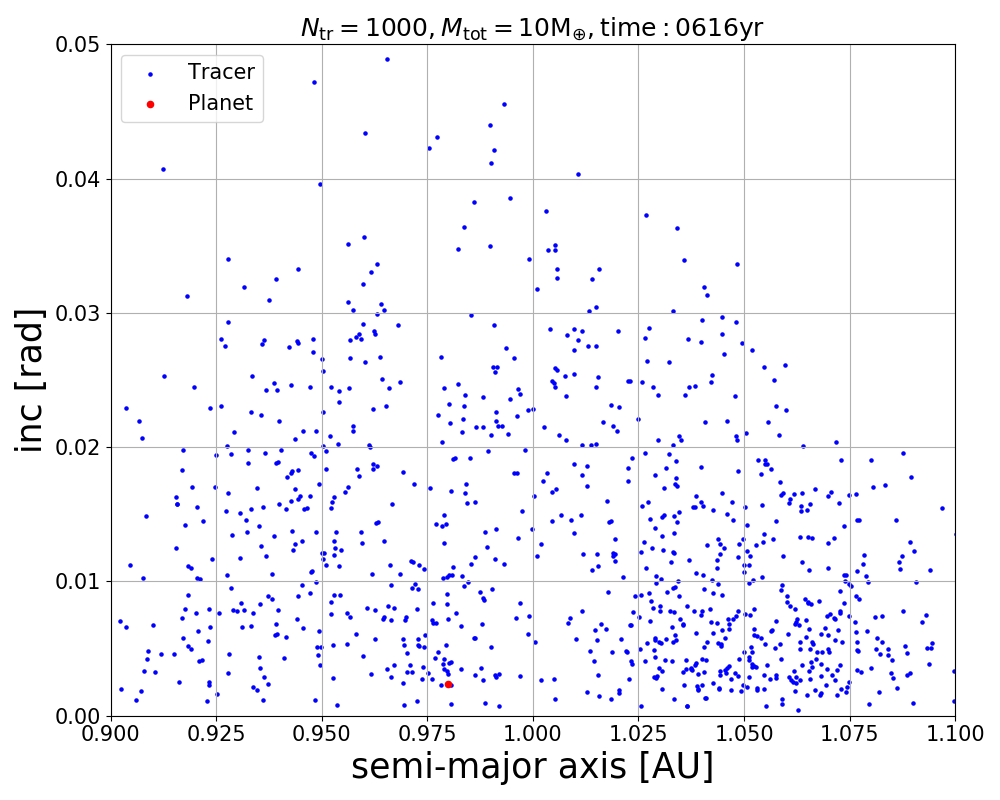 N_tr = 1000, M_tot = 10M_⊕, time : 0616yr
Tracer
Planet
0.05
0.04
0.03
0.02
0.01
0.00
inc [rad]
0.900 0.925 0.950 0.975 1.000 1.025 1.050 1.075 1.100
semi-major axis [AU]